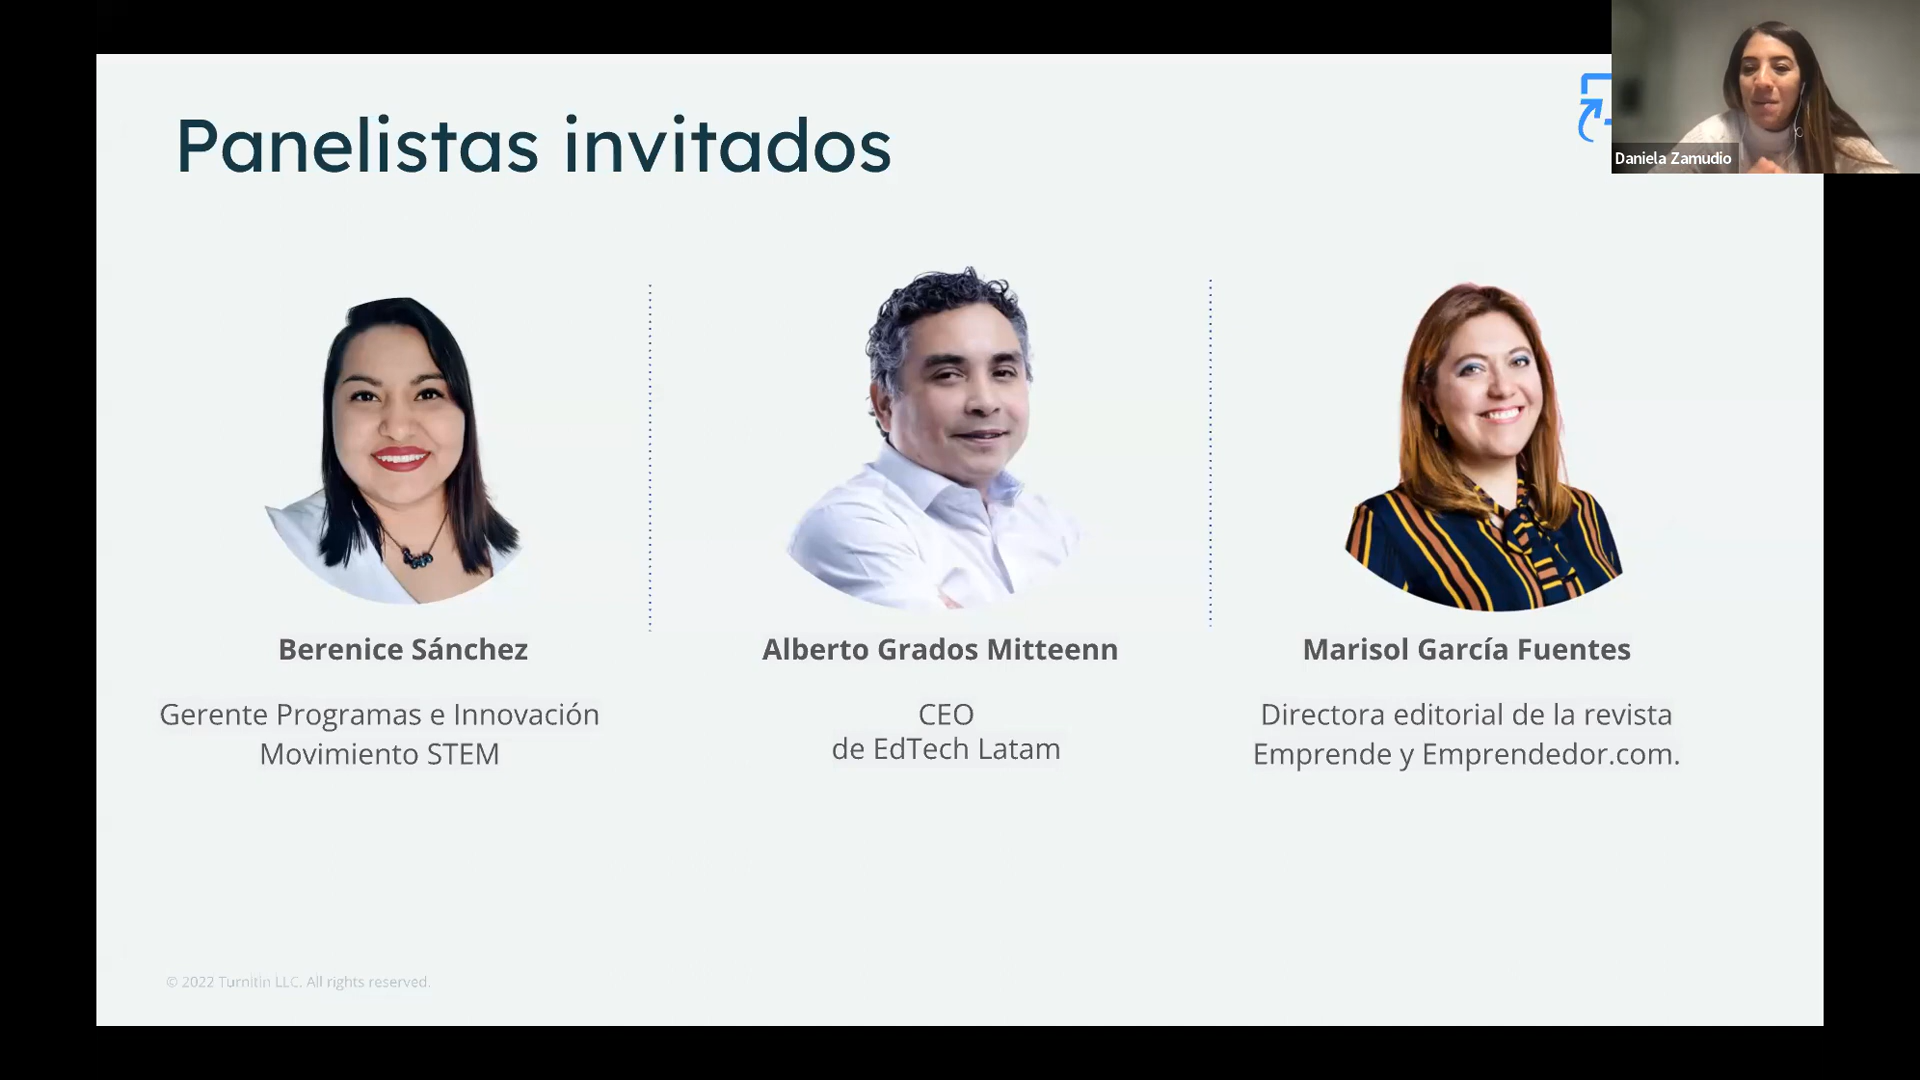 Panelistas invitados
Daniela Zamudio
Berenice Sánchez
Gerente Programas e Innovación
Movimiento STEM
Alberto Grados Mitteenn
CEO
de EdTech Latam
Marisol García Fuentes
Directora editorial de la revista
Emprende y Emprendedor.com.
© 2022 Turnitin LLC. All rights reserved.